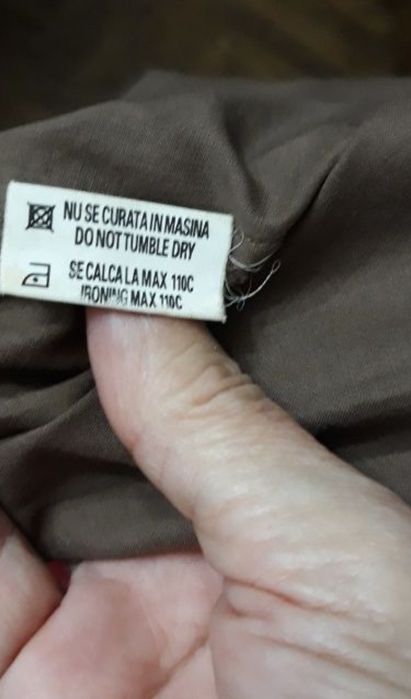 NU SE CURATA IN MASINA
DO NOT TUMBLE DRY
SE CALCA LA MAX 110C
IRONING MAX 110C